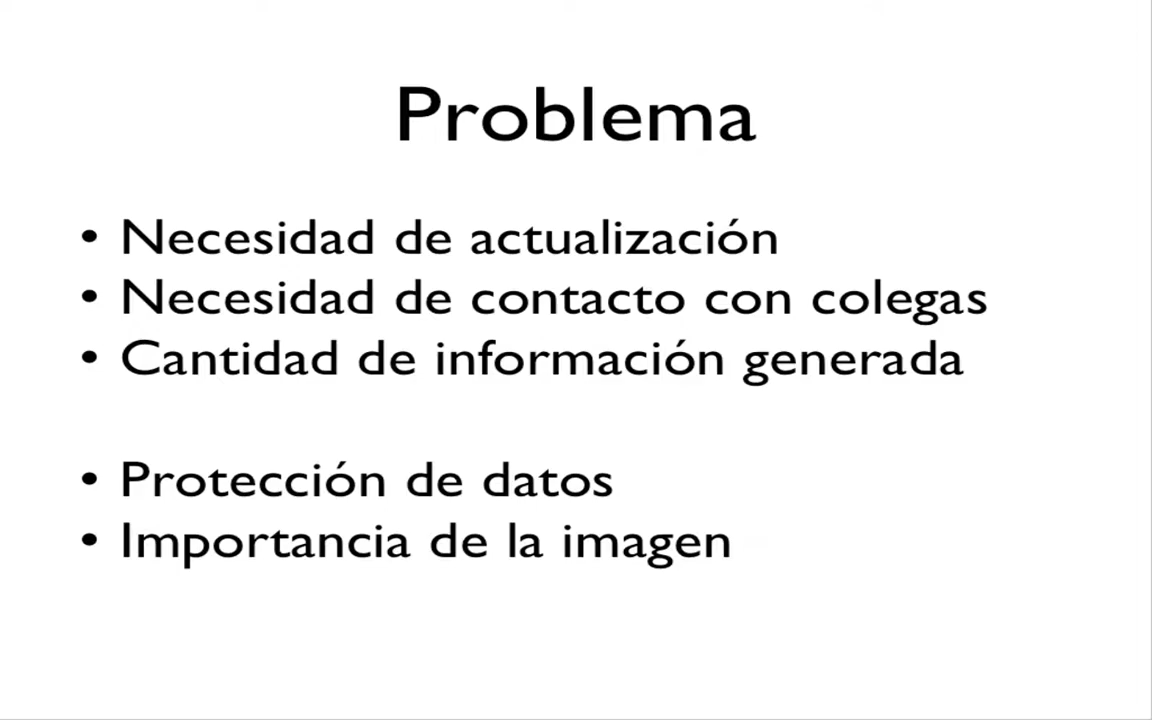 Problema
• Necesidad de actualización
• Necesidad de contacto con colegas
• Cantidad de información generada
• Protección de datos
• Importancia de la imagen